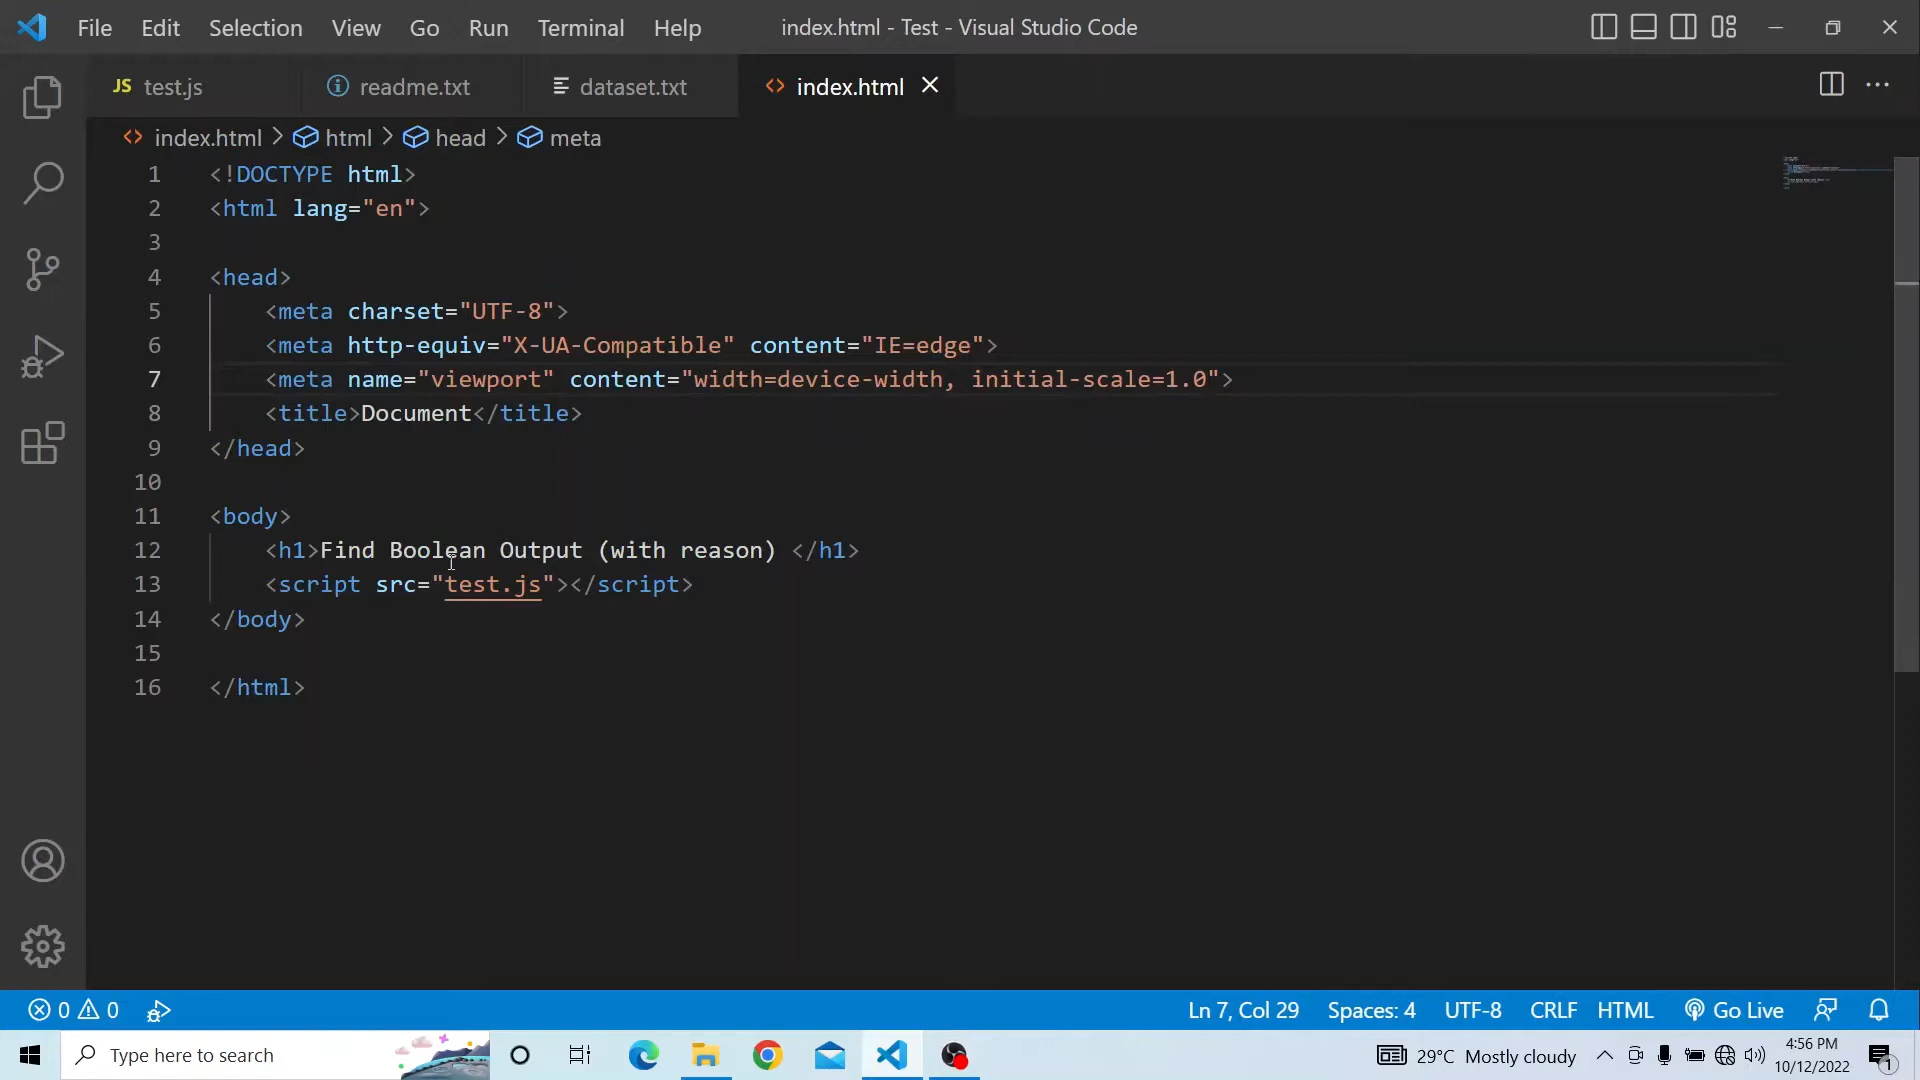 File Edit Selection View Go Run Terminal Help index.html - Test - Visual Studio Code
JS test.js readme.txt dataset.txt index.html
index.html > html > head > meta
1 <!DOCTYPE html>
2 <html lang="en">
3
4 <head>
5 <meta charset="UTF-8">
6 <meta http-equiv="X-UA-Compatible" content="IE=edge">
7 <meta name="viewport" content="width=device-width, initial-scale=1.0">
8 <title>Document</title>
9 </head>
10
11 <body>
12 <h1>Find Boolean Output (with reason) </h1>
13 <script src="test.js"></script>
14 </body>
15
16 </html>
0 0 Ln 7, Col 29 Spaces: 4 UTF-8 CRLF HTML Go Live
Type here to search 29°C Mostly cloudy 4:56 PM
10/12/2022 1